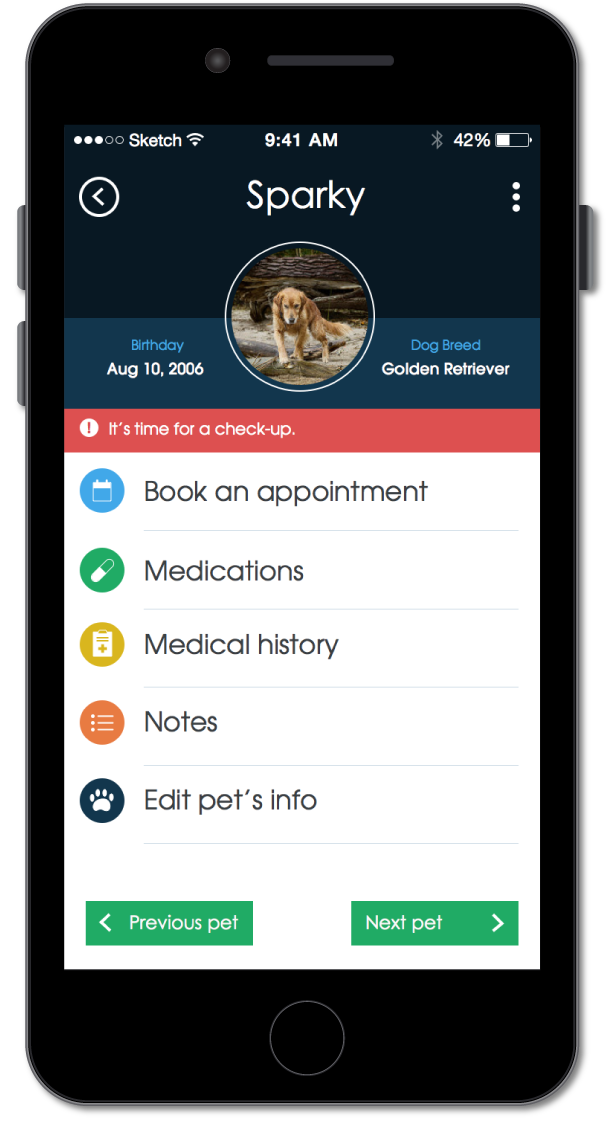 Sketch 9:41 AM 42%
Sparky
Birthday
Aug 10, 2006
Dog Breed
Golden Retriever
It's time for a check-up.
Book an appointment
Medications
Medical history
Notes
Edit pet's info
Previous pet
Next pet